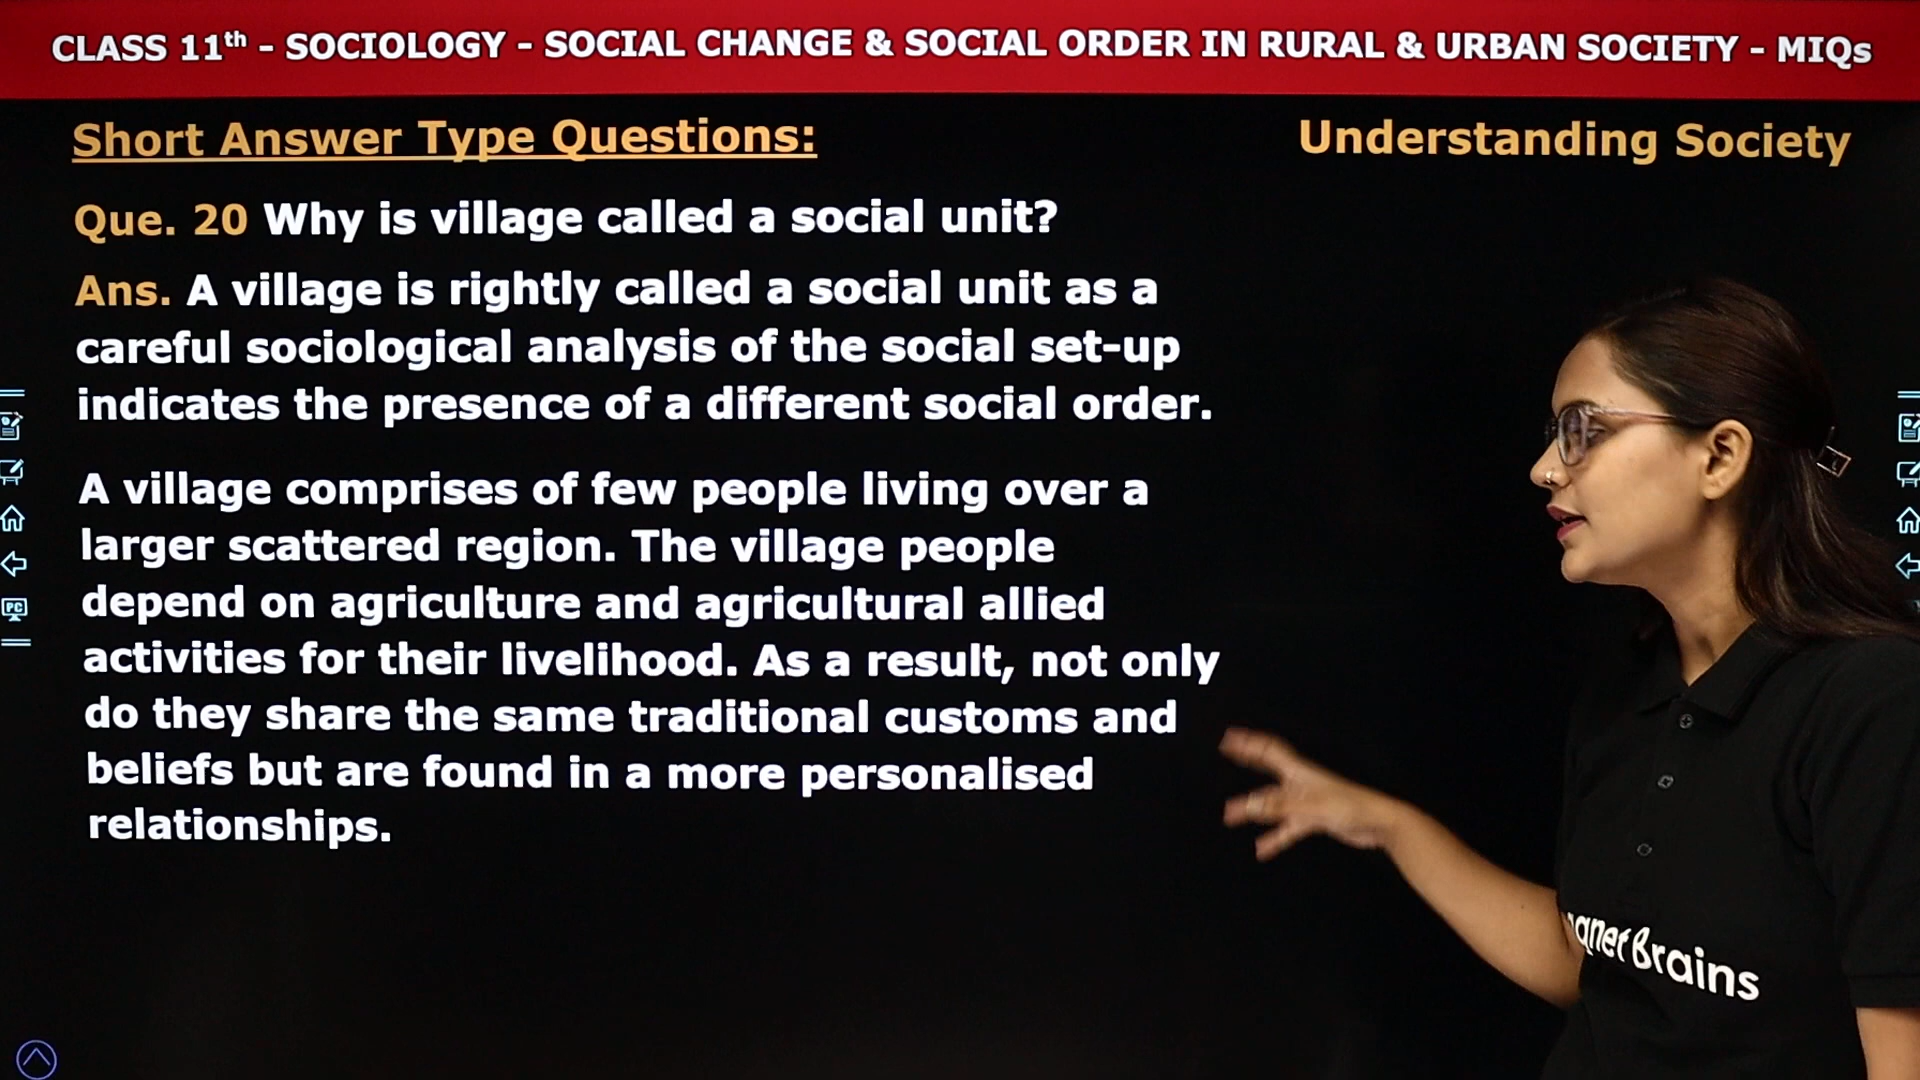 CLASS 11th - SOCIOLOGY - SOCIAL CHANGE & SOCIAL ORDER IN RURAL & URBAN SOCIETY - MIQs
Short Answer Type Questions:
Understanding Society
Que. 20 Why is village called a social unit?
Ans. A village is rightly called a social unit as a
careful sociological analysis of the social set-up
indicates the presence of a different social order.
A village comprises of few people living over a
larger scattered region. The village people
depend on agriculture and agricultural allied
activities for their livelihood. As a result, not only
do they share the same traditional customs and
beliefs but are found in a more personalised
relationships.
PC
Brains